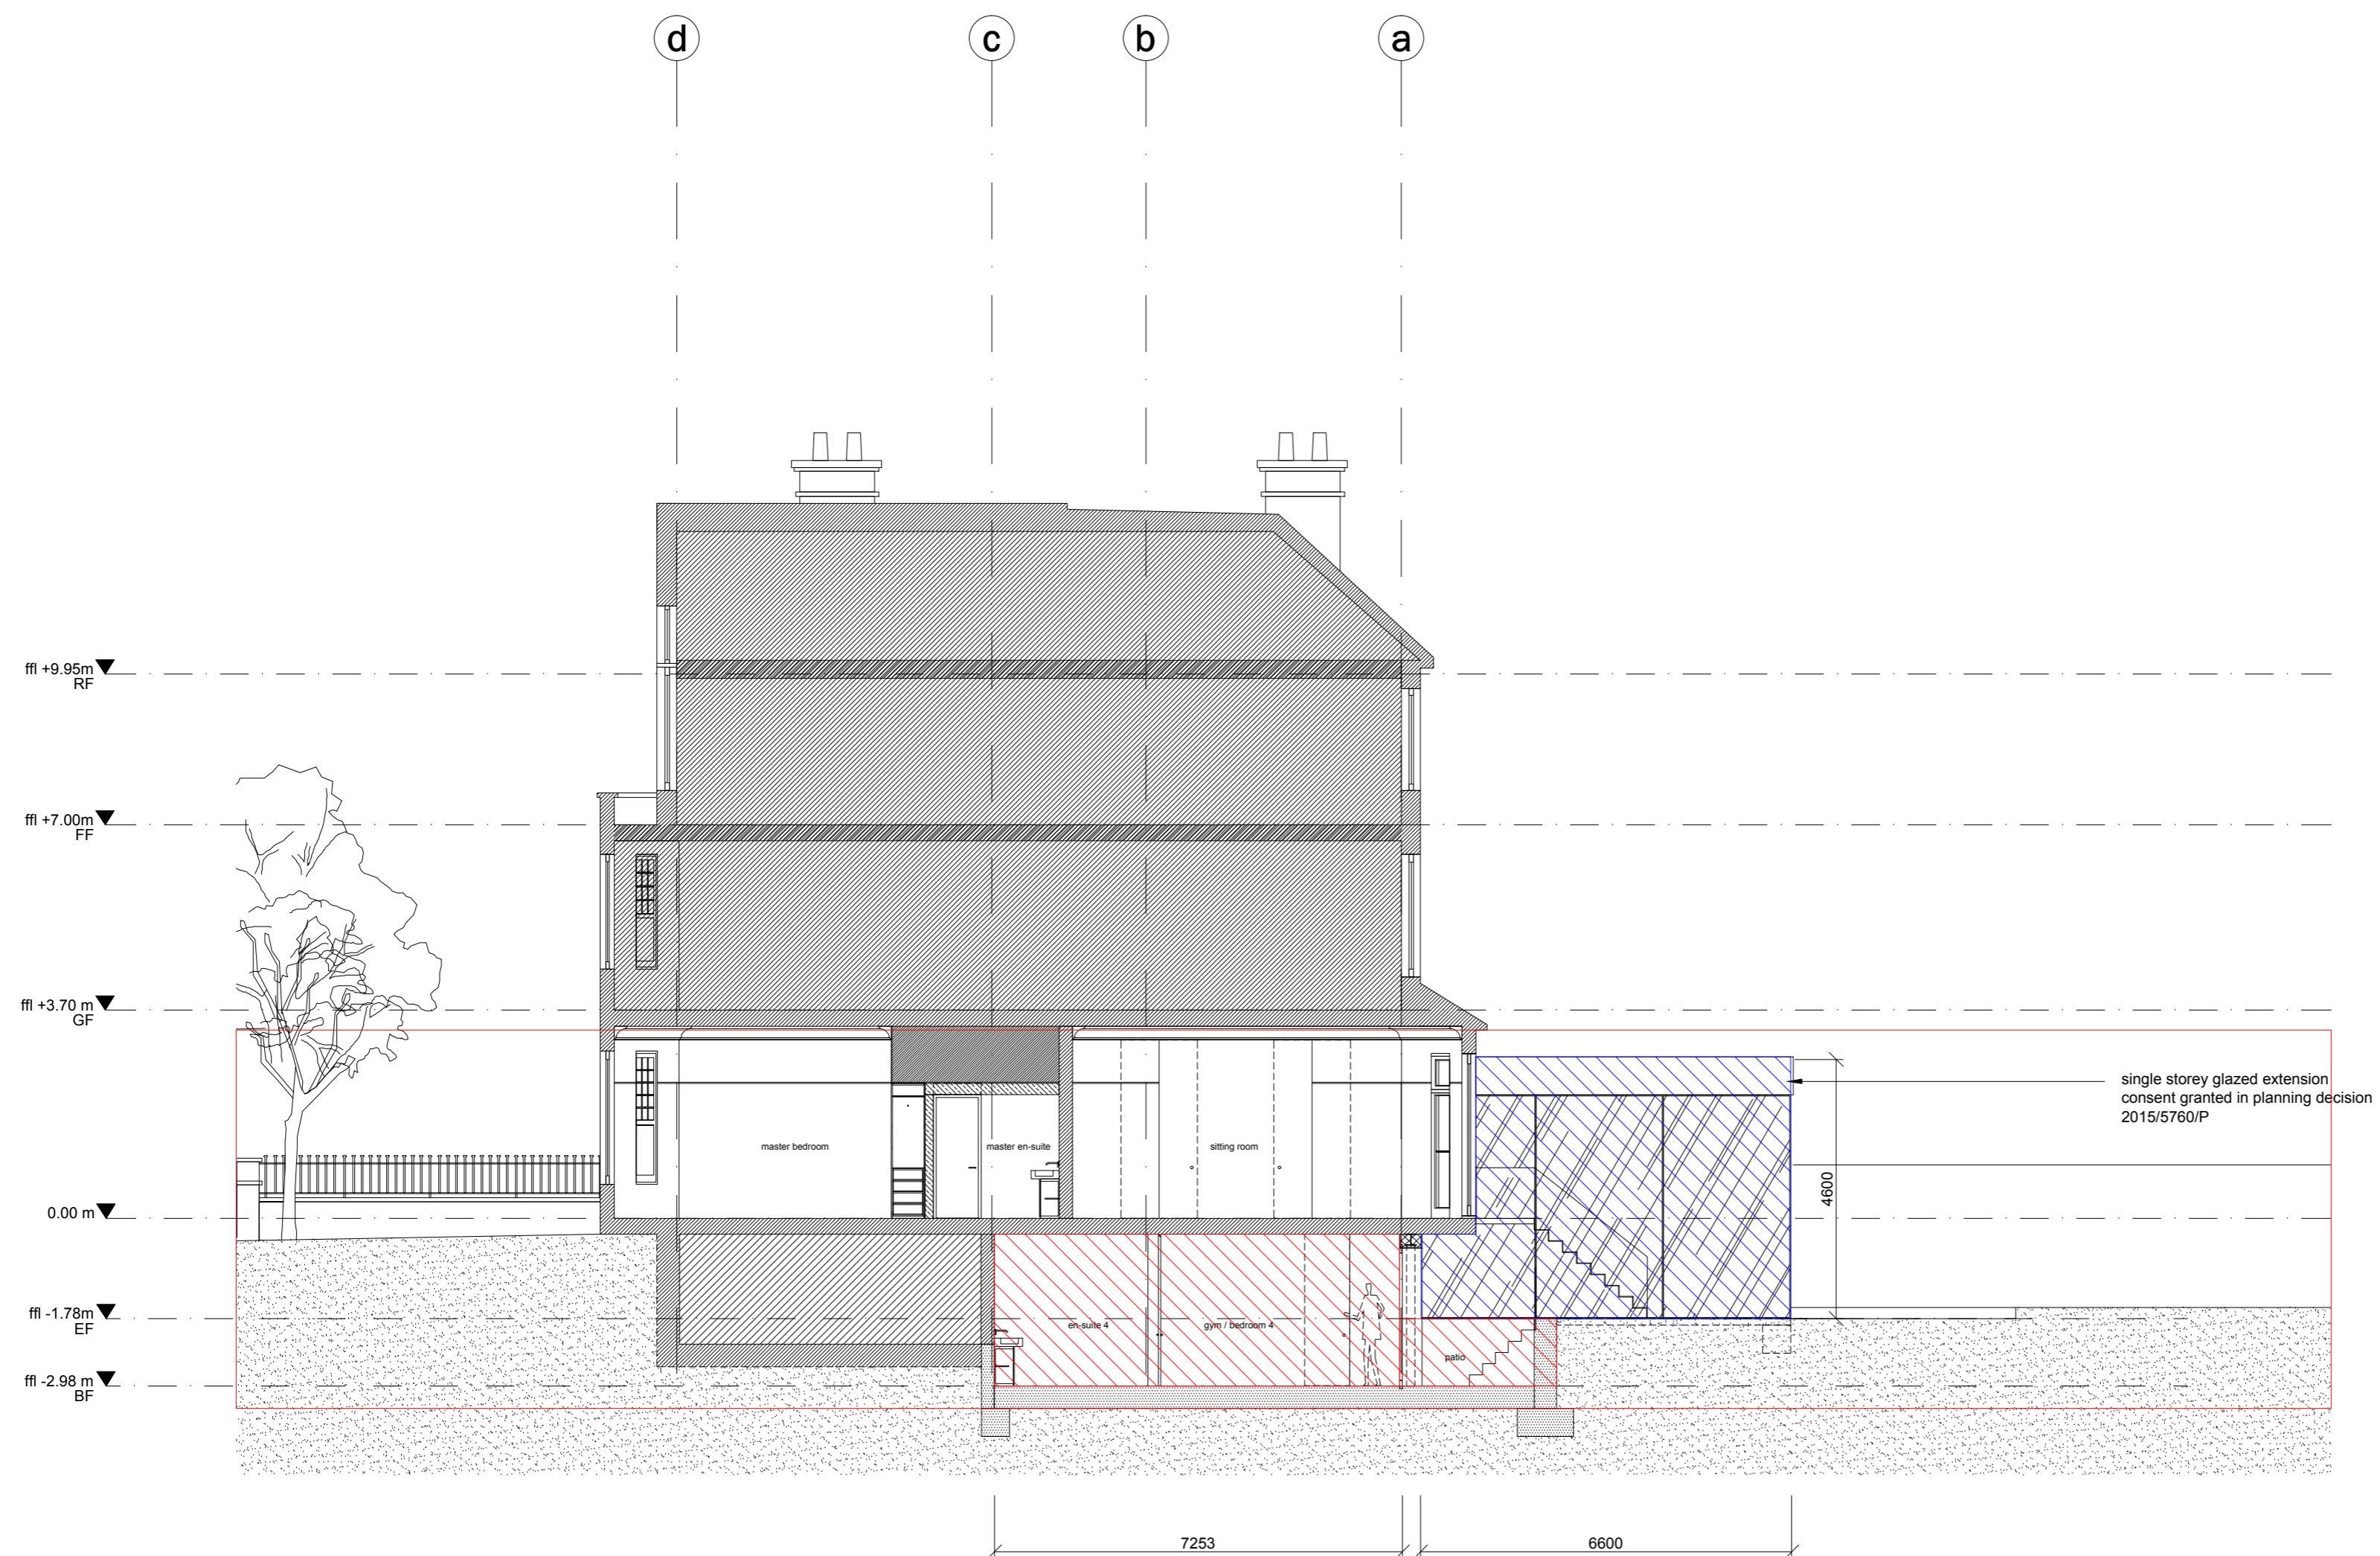 d
c
b
a
ffl +9.95m
RF
ffl +7.00m
FF
ffl +3.70 m
GF
single storey glazed extension
consent granted in planning decision
2015/5760/P
master bedroom
master en-suite
sitting room
4600
0.00 m
ffl -1.78m
EF
en-suite 4
gym / bedroom 4
patio
ffl -2.98 m
BF
7253
6600